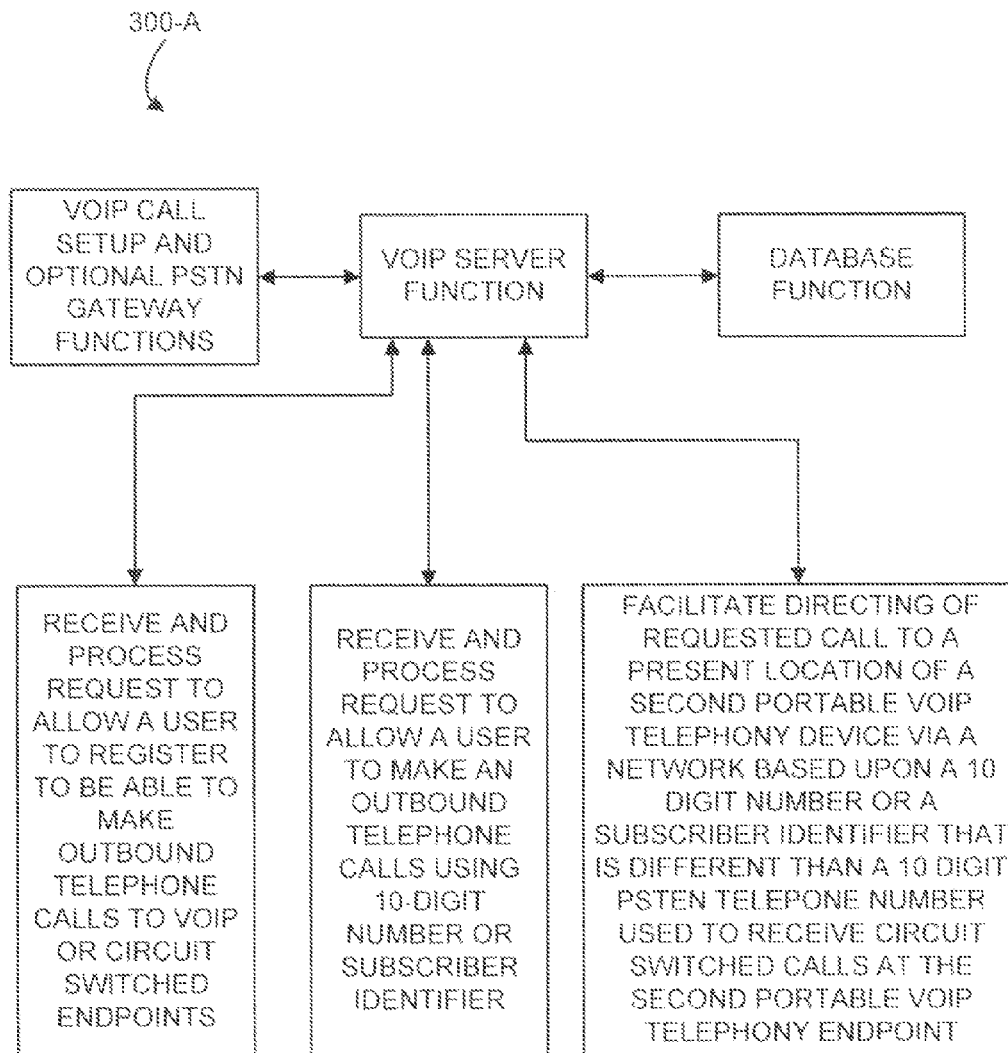 300-A
VOIP CALL
SETUP AND
OPTIONAL PSTN
GATEWAY
FUNCTIONS
VOIP SERVER
FUNCTION
DATABASE
FUNCTION
RECEIVE AND
PROCESS
REQUEST TO
ALLOW A USER
TO REGISTER
TO BE ABLE TO
MAKE
OUTBOUND
TELEPHONE
CALLS TO VOIP
OR CIRCUIT
SWITCHED
ENDPOINTS
RECEIVE AND
PROCESS
REQUEST TO
ALLOW A USER
TO MAKE AN
OUTBOUND
TELEPHONE
CALLS USING
10-DIGIT
NUMBER OR
SUBSCRIBER
IDENTIFIER
FACILITATE DIRECTING OF
REQUESTED CALL TO A
PRESENT LOCATION OF A
SECOND PORTABLE VOIP
TELEPHONY DEVICE VIA A
NETWORK BASED UPON A 10
DIGIT NUMBER OR A
SUBSCRIBER IDENTIFIER THAT
IS DIFFERENT THAN A 10 DIGIT
PSTEN TELEPONE NUMBER
USED TO RECEIVE CIRCUIT
SWITCHED CALLS AT THE
SECOND PORTABLE VOIP
TELEPHONY ENDPOINT